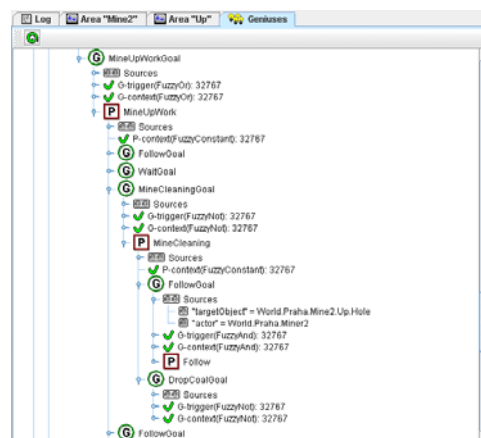 Log Area "Mine2" Area "Up" Geniuses
G MineUpWorkGoal
Sources
G-trigger(FuzzyOr): 32767
G-context(FuzzyOr): 32767
P MineUpWork
Sources
P-context(FuzzyConstant): 32767
G FollowGoal
G WaitGoal
G MineCleaningGoal
Sources
G-trigger(FuzzyNot): 32767
G-context(FuzzyNot): 32767
P MineCleaning
Sources
P-context(FuzzyConstant): 32767
G FollowGoal
Sources
"targetObject" = World.Praha.Mine2.Up.Hole
"actor" = World.Praha.Miner2
G-trigger(FuzzyAnd): 32767
G-context(FuzzyAnd): 32767
P Follow
G DropCoalGoal
Sources
G-trigger(FuzzyNot): 32767
G-context(FuzzyNot): 32767
G FollowGoal